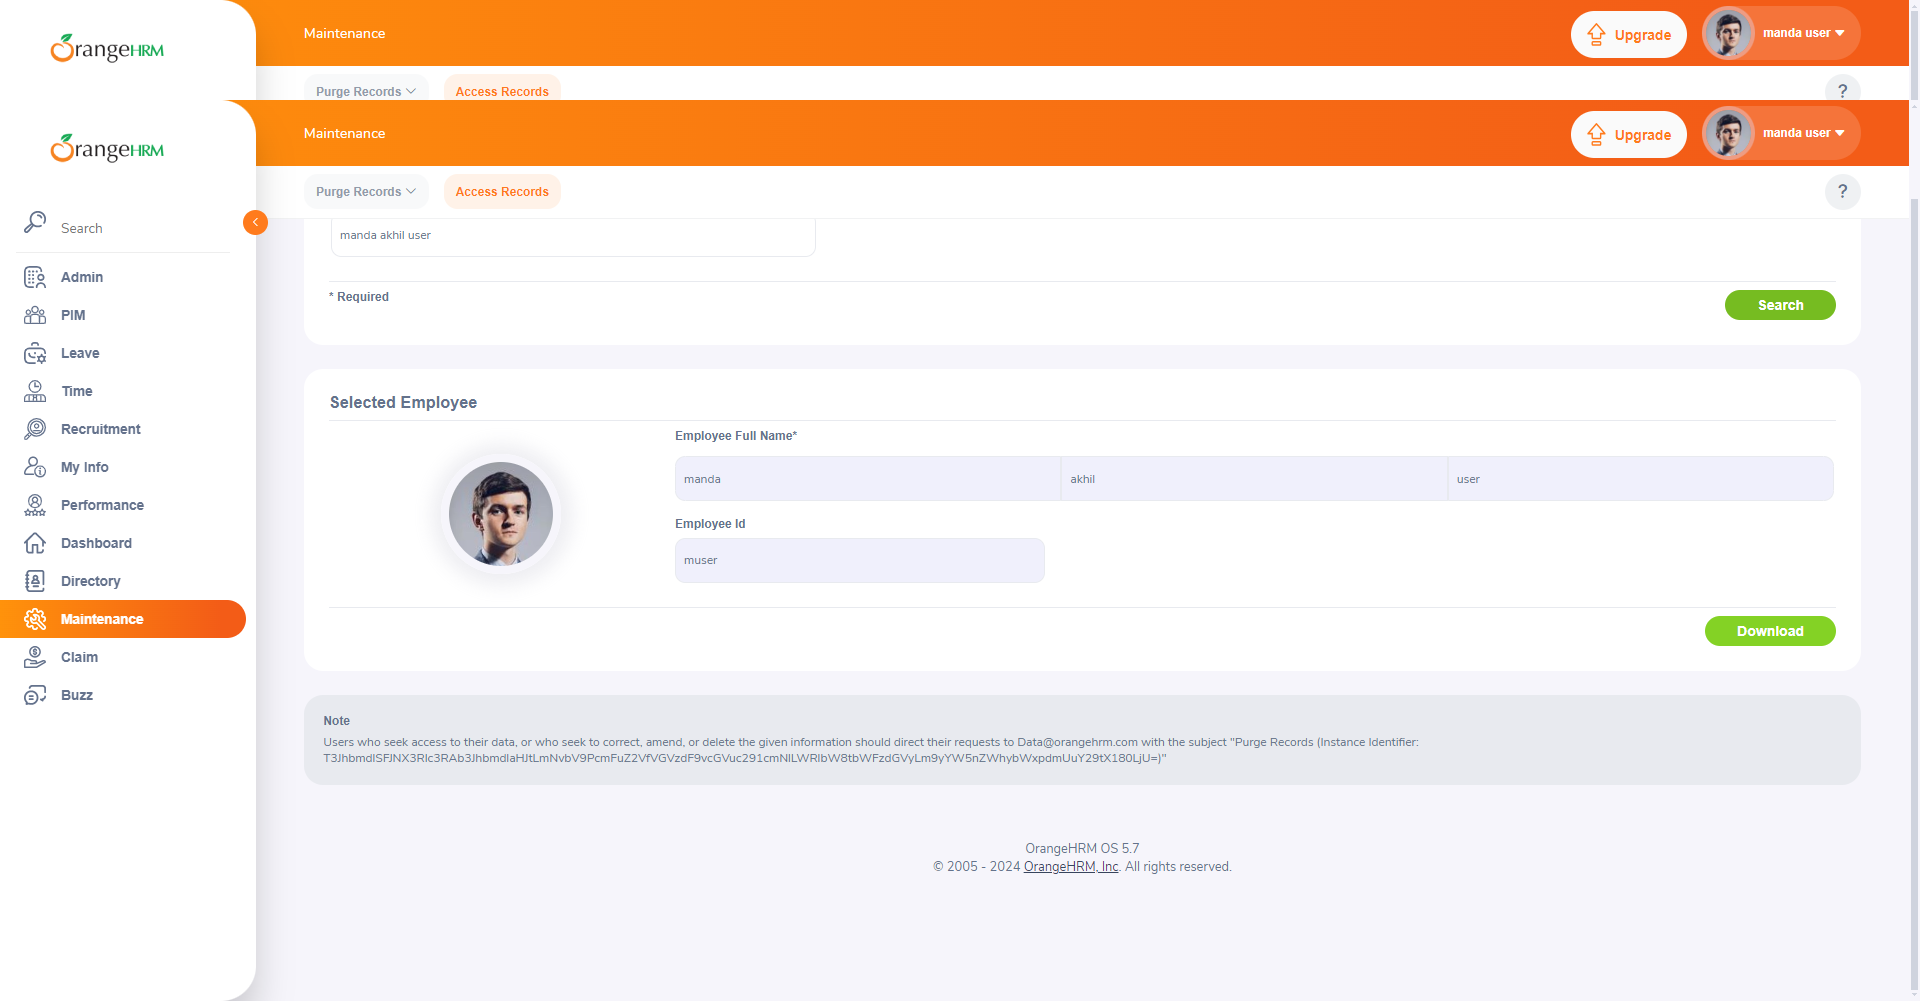 OrangeHRM
Maintenance
Upgrade
manda user
Purge Records
Access Records
?
OrangeHRM
Maintenance
Upgrade
manda user
Purge Records
Access Records
?
Search
Admin
PIM
Leave
Time
Recruitment
My Info
Performance
Dashboard
Directory
Maintenance
Claim
Buzz
manda akhil user
* Required
Search
Selected Employee
Employee Full Name*
manda
akhil
user
Employee Id
muser
Download
Note
Users who seek access to their data, or who seek to correct, amend, or delete the given information should direct their requests to Data@orangehrm.com with the subject "Purge Records (Instance Identifier:
OrangeHRM OS 5.7
© 2005 - 2024 OrangeHRM, Inc. All rights reserved.